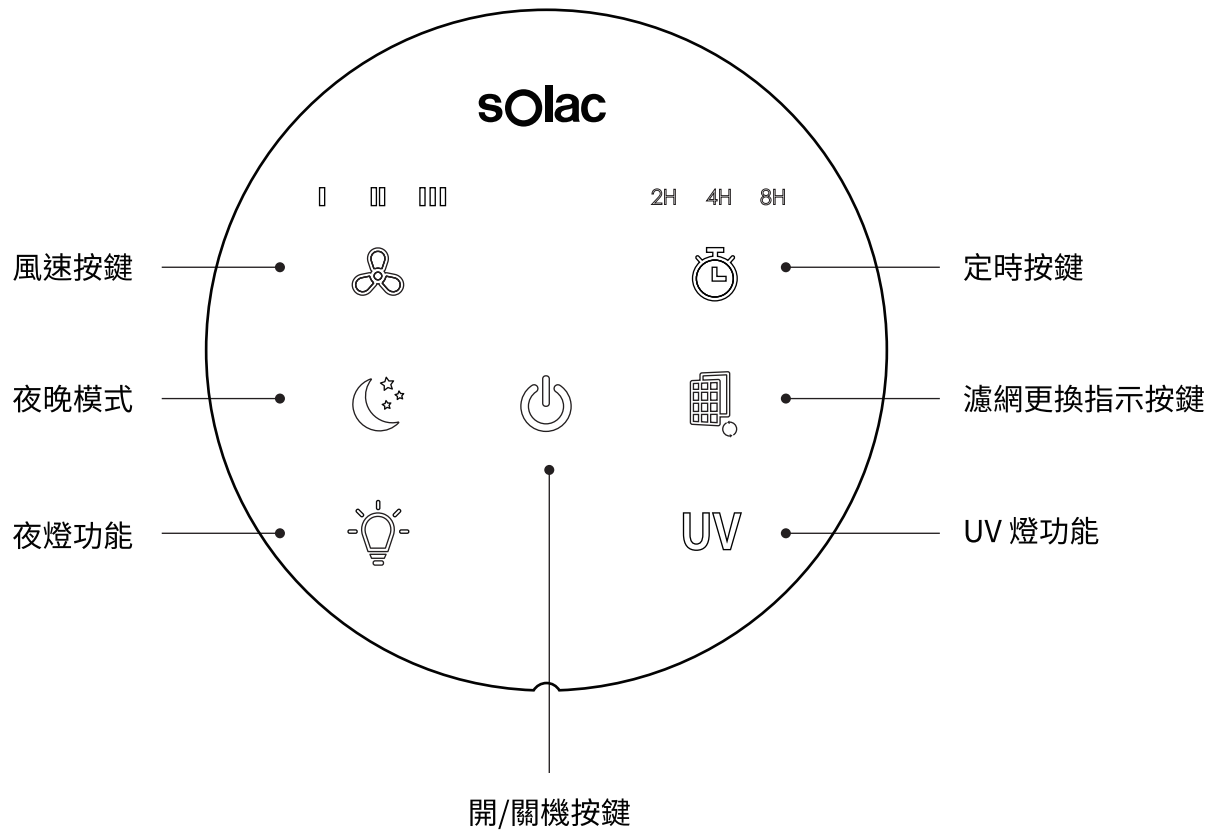 solac
I II III
2H 4H 8H
風速按鍵
定時按鍵
夜晚模式
濾網更換指示按鍵
夜燈功能
UV
UV 燈功能
開/關機按鍵